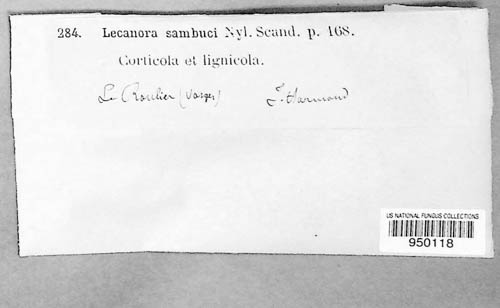 284. Lecanora sambuci Nyl. Scand. p. 168.
Corticola et lignicola.
Le Roulier (Vosges) J. Harmand
US NATIONAL FUNGUS COLLECTIONS
950118